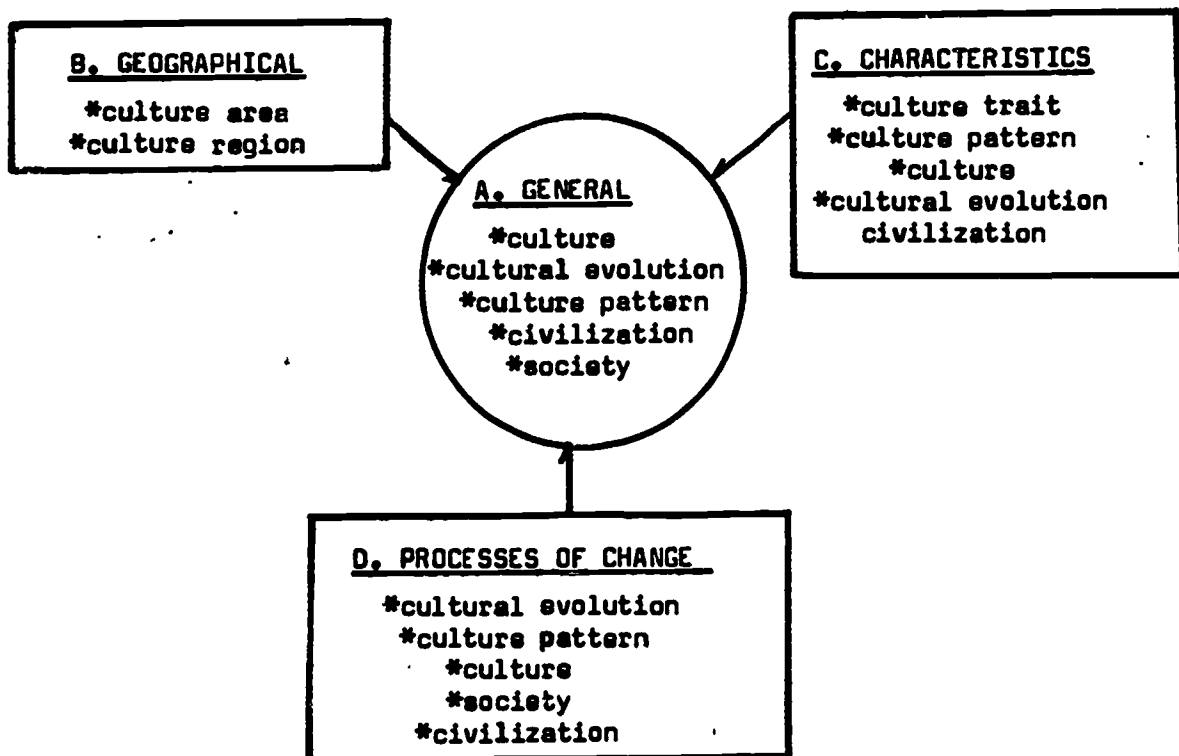 B. GEOGRAPHICAL
*culture area
*culture region
C. CHARACTERISTICS
*culture trait
*culture pattern
*culture
*cultural evolution
civilization
A. GENERAL
*culture
*cultural evolution
*culture pattern
*civilization
*society
D. PROCESSES OF CHANGE
*cultural evolution
*culture pattern
*culture
*society
*civilization